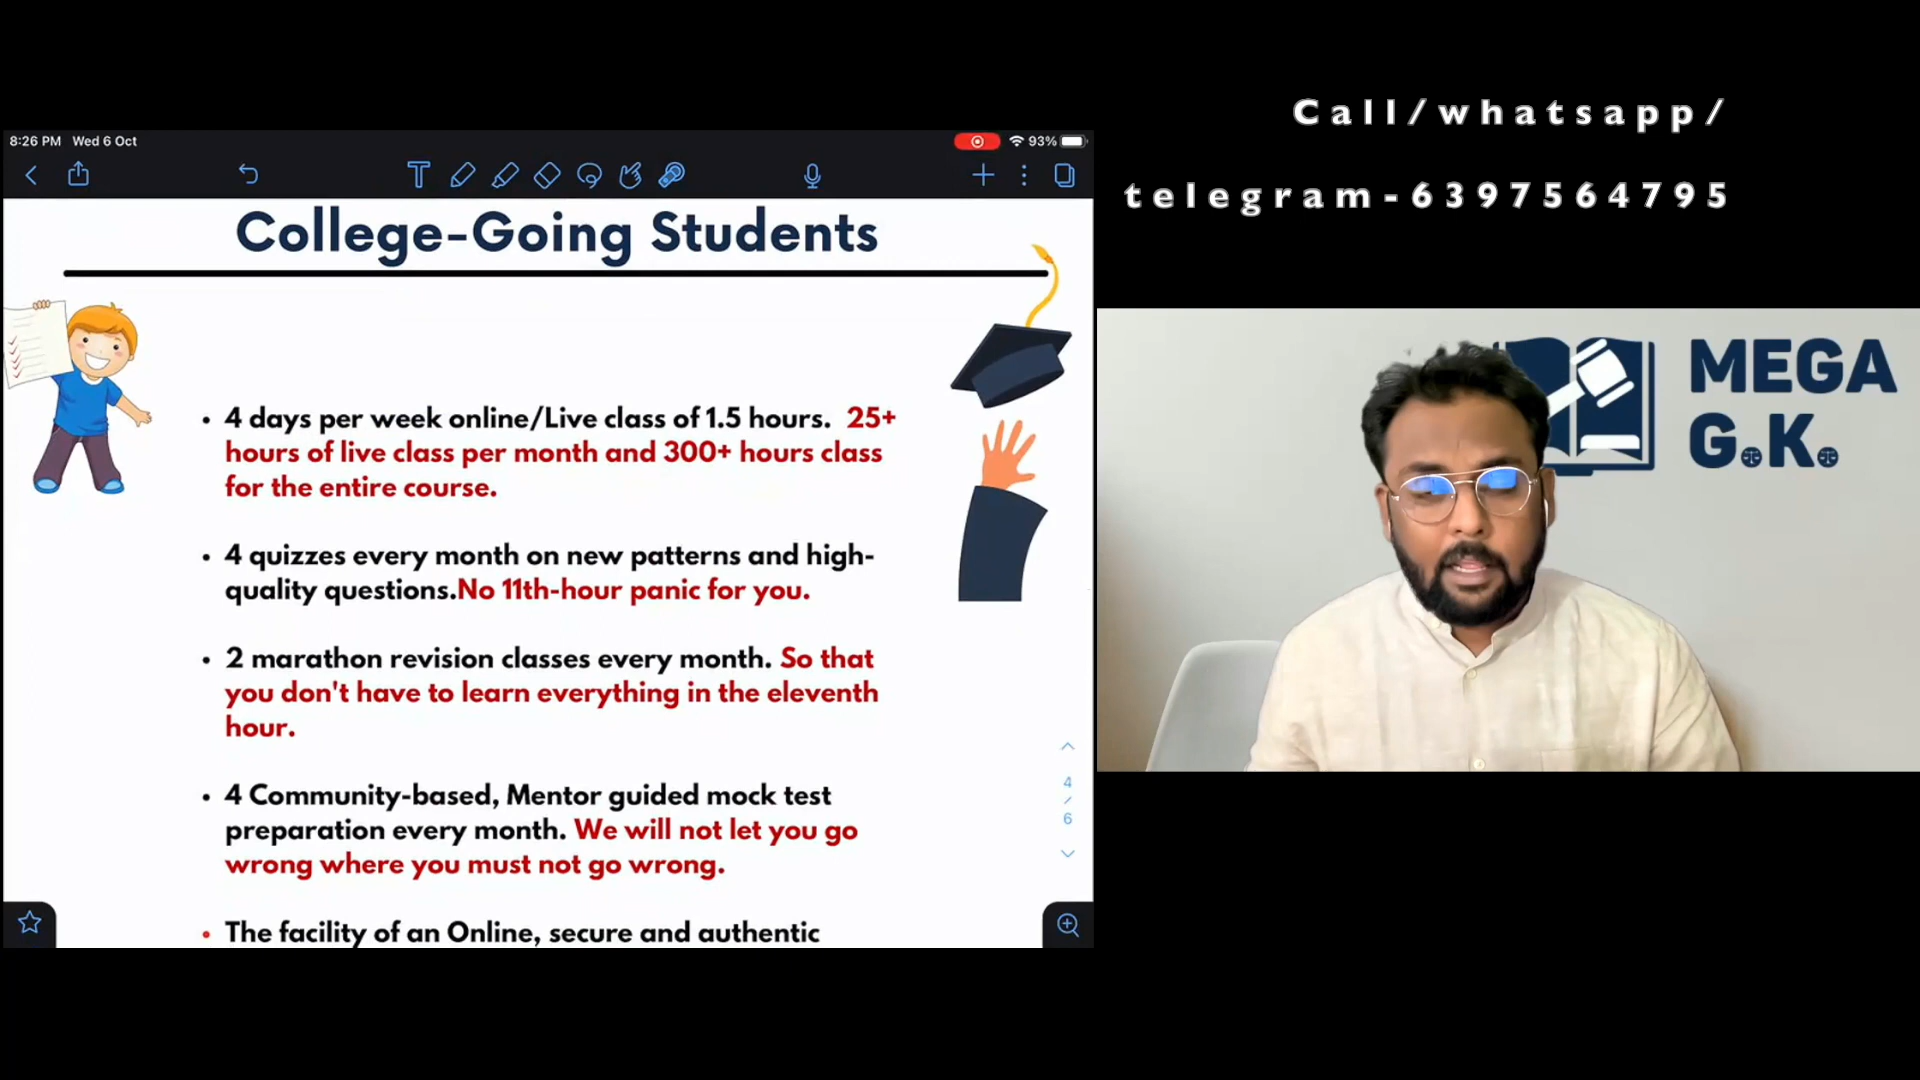 Call/whatsapp/
telegram-6397564795
8:26 PM Wed 6 Oct
93%
College-Going Students
• 4 days per week online/Live class of 1.5 hours. 25+
hours of live class per month and 300+ hours class
for the entire course.
• 4 quizzes every month on new patterns and high-
quality questions.No 11th-hour panic for you.
• 2 marathon revision classes every month. So that
you don't have to learn everything in the eleventh
hour.
• 4 Community-based, Mentor guided mock test
preparation every month. We will not let you go
wrong where you must not go wrong.
• The facility of an Online, secure and authentic
4
/
6
MEGA
G.K.